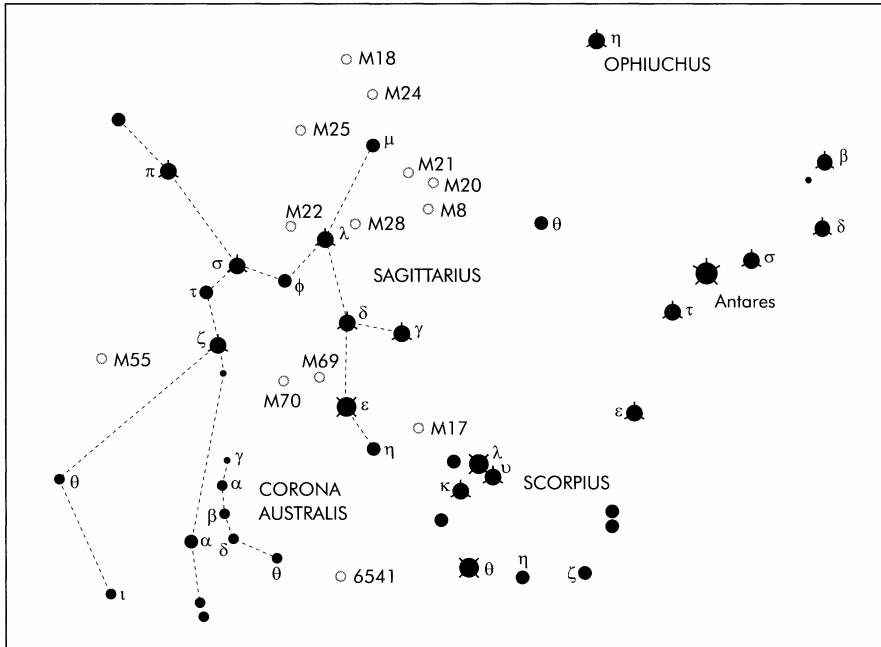 η
OPHIUCHUS
M18
M24
M25
μ
β
π
M21
M20
M8
M22
M28
λ
θ
δ
σ
φ
σ
SAGITTARIUS
Antares
τ
τ
δ
γ
ζ
M55
M69
M70
ε
ε
M17
η
λ
υ
κ
SCORPIUS
γ
α
CORONA
AUSTRALIS
θ
β
α
δ
θ
6541
θ
η
ζ
ι